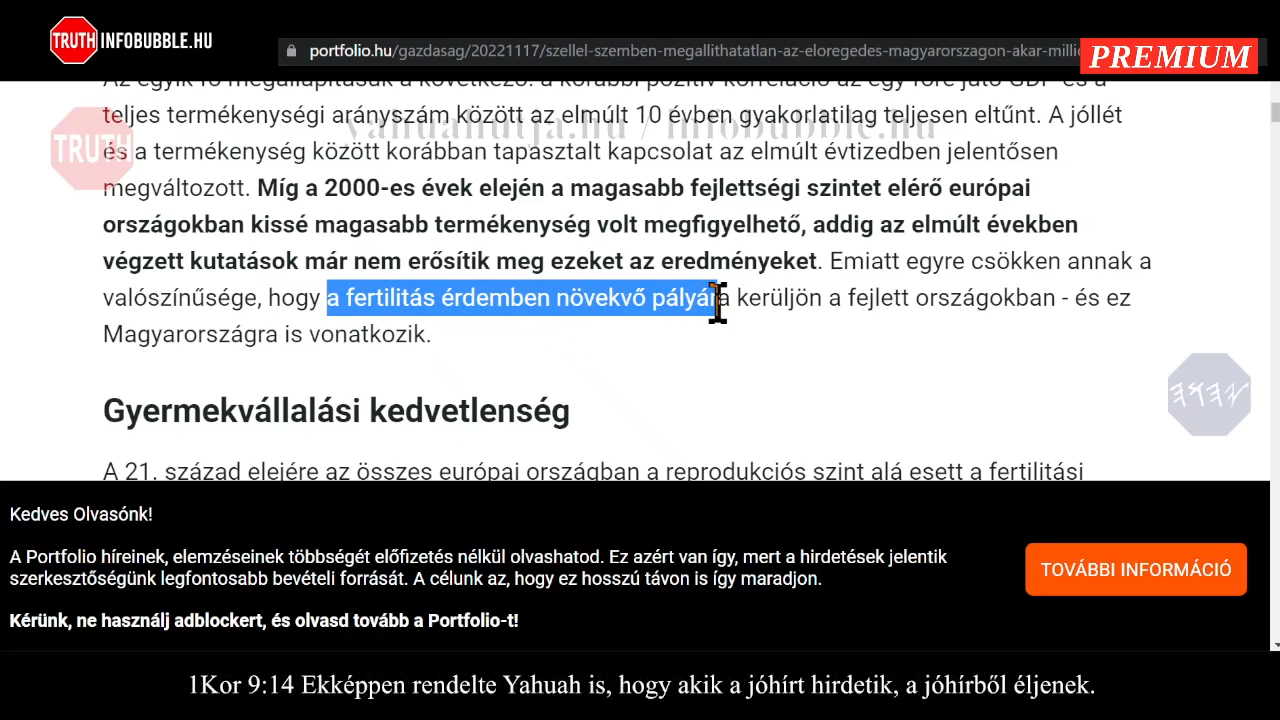 TRUTH INFOBUBBLE.HU
portfolio.hu/gazdasag/20221117/szellel-szemben-megallithatatlan-az-eloregedes-magyarorszagon-akar-millio
PREMIUM
Az egyik fő megállapításuk a következő: a korábbi pozitív korreláció az egy főre jutó GDP és a
teljes termékenységi arányszám között az elmúlt 10 évben gyakorlatilag teljesen eltűnt. A jóllét
yahuahutja.hu / infobubble.hu
TRUTH
és a termékenység között korábban tapasztalt kapcsolat az elmúlt évtizedben jelentősen
megváltozott. Míg a 2000-es évek elején a magasabb fejlettségi szintet elérő európai
országokban kissé magasabb termékenység volt megfigyelhető, addig az elmúlt években
végzett kutatások már nem erősítik meg ezeket az eredményeket. Emiatt egyre csökken annak a
valószínűsége, hogy a fertilitás érdemben növekvő pályára kerüljön a fejlett országokban - és ez
Magyarországra is vonatkozik.
Gyermekvállalási kedvetlenség
A 21. század elejére az összes európai országban a reprodukciós szint alá esett a fertilitási
Kedves Olvasónk!
A Portfolio híreinek, elemzéseinek többségét előfizetés nélkül olvashatod. Ez azért van így, mert a hirdetések jelentik
szerkesztőségünk legfontosabb bevételi forrását. A célunk az, hogy ez hosszú távon is így maradjon.
TOVÁBBI INFORMÁCIÓ
Kérünk, ne használj adblockert, és olvasd tovább a Portfolio-t!
1Kor 9:14 Ekképpen rendelte Yahuah is, hogy akik a jóhírt hirdetik, a jóhírből éljenek.